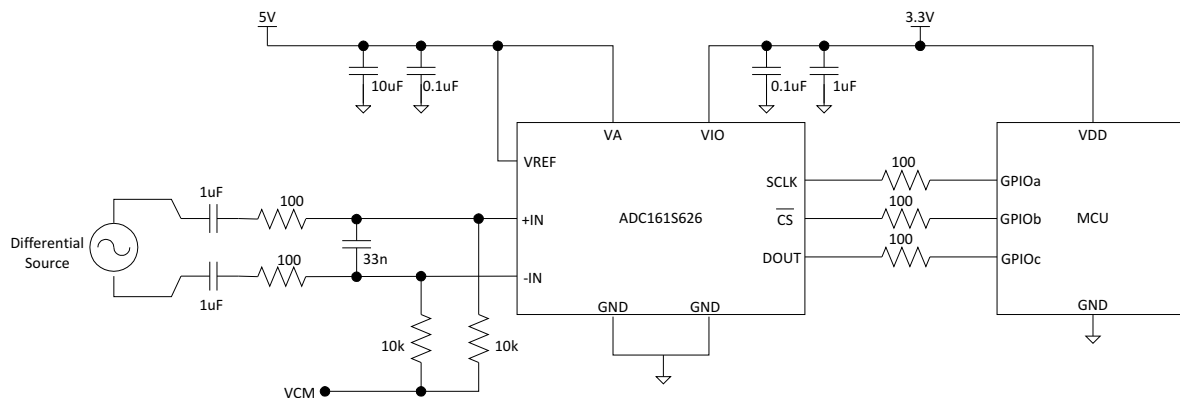 5V
3.3V
10uF
0.1uF
0.1uF
1uF
VA
VIO
VDD
VREF
SCLK
100
GPIOa
1uF
100
+IN
ADC161S626
CS
100
GPIOb
MCU
Differential
Source
33n
100
DOUT
100
GPIOc
1uF
100
-IN
GND
GND
GND
10k
10k
VCM